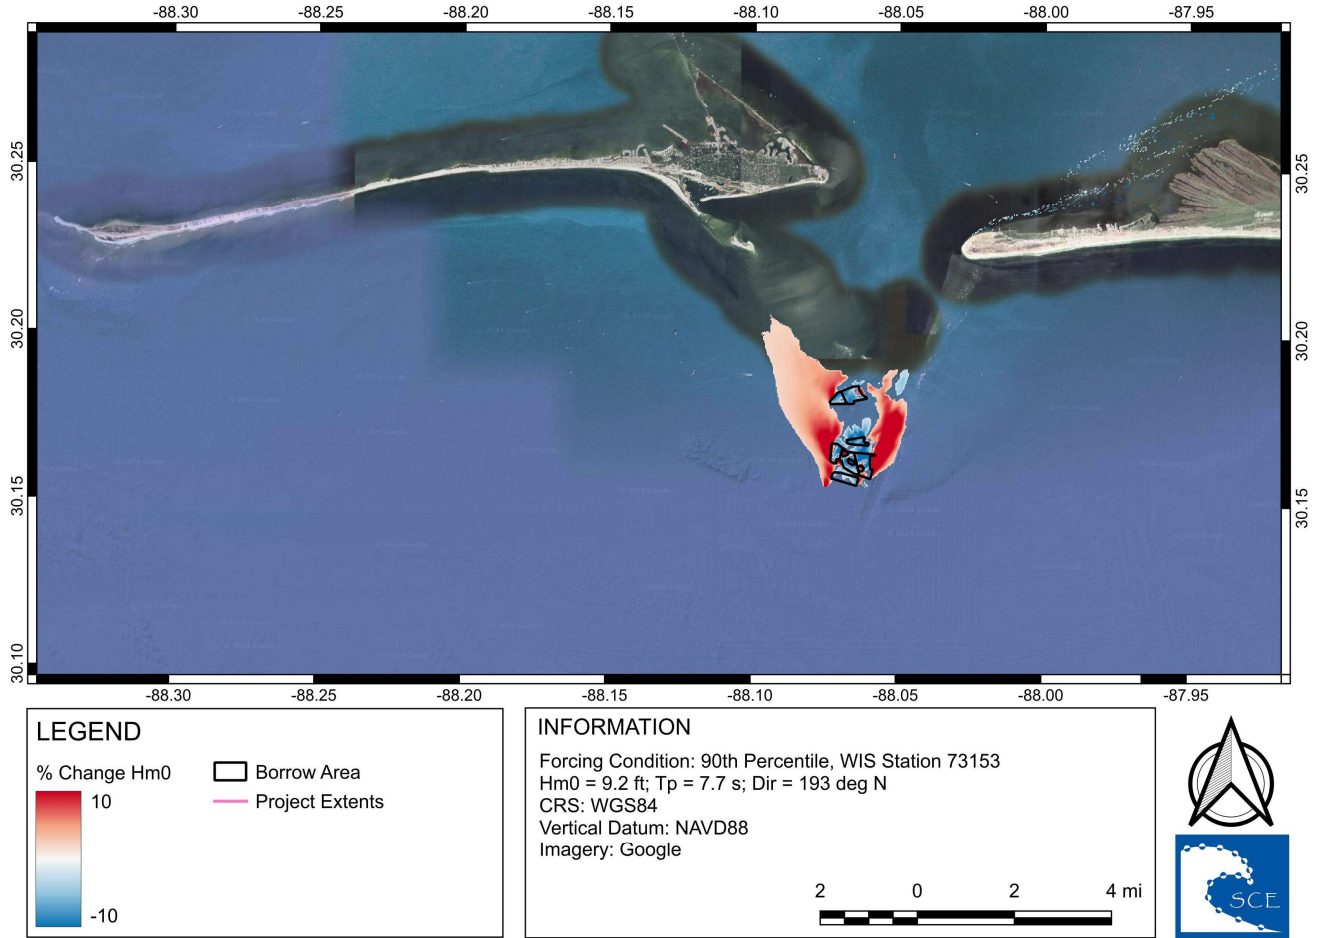 -88.30 -88.25 -88.20 -88.15 -88.10 -88.05 -88.00 -87.95
30.25 30.25
30.20 30.20
30.15 30.15
30.10
-88.30 -88.25 -88.20 -88.15 -88.10 -88.05 -88.00 -87.95
LEGEND
% Change Hm0
10
-10
Borrow Area
Project Extents
INFORMATION
Forcing Condition: 90th Percentile, WIS Station 73153
Hm0 = 9.2 ft; Tp = 7.7 s; Dir = 193 deg N
CRS: WGS84
Vertical Datum: NAVD88
Imagery: Google
2 0 2 4 mi
SCE